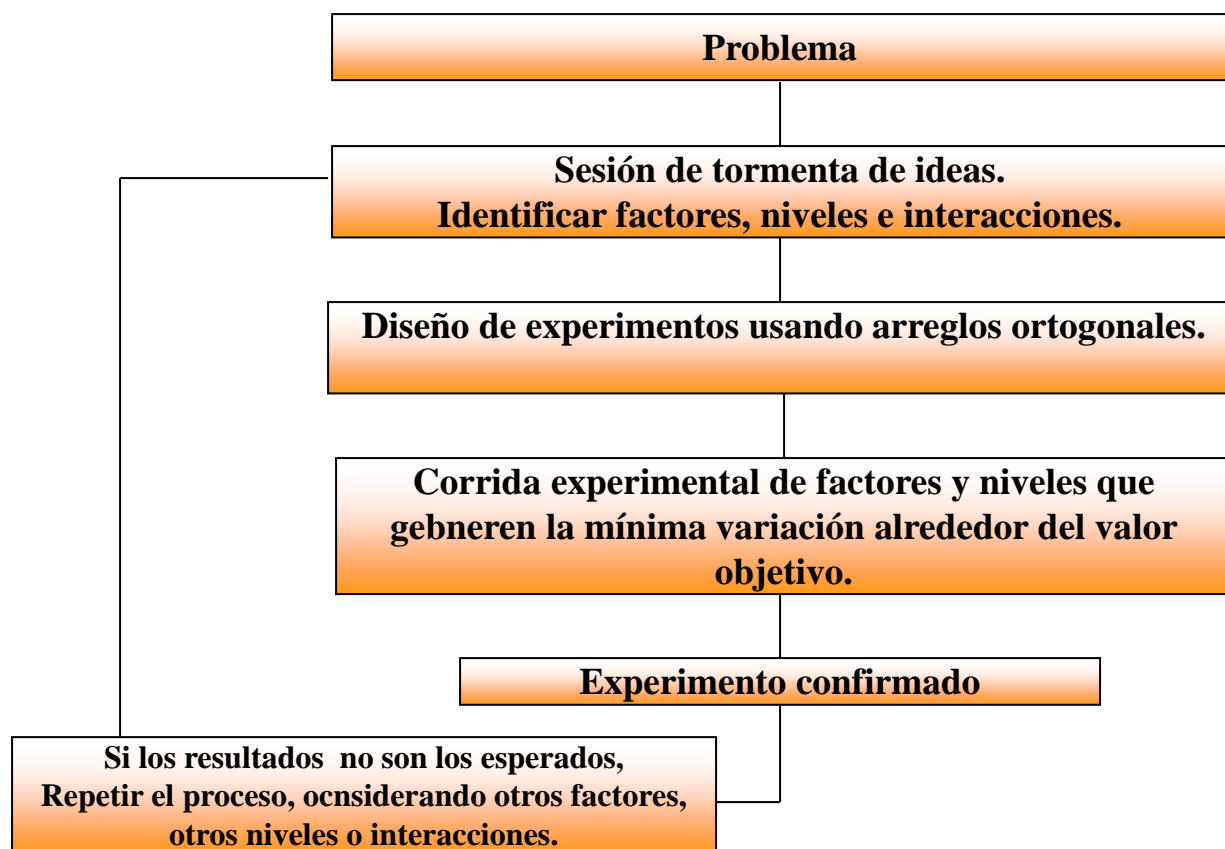 Problema
Sesión de tormenta de ideas.
Identificar factores, niveles e interacciones.
Diseño de experimentos usando arreglos ortogonales.
Corrida experimental de factores y niveles que
gebneren la mínima variación alrededor del valor
objetivo.
Experimento confirmado
Si los resultados  no son los esperados,
Repetir el proceso, ocnsiderando otros factores,
otros niveles o interacciones.